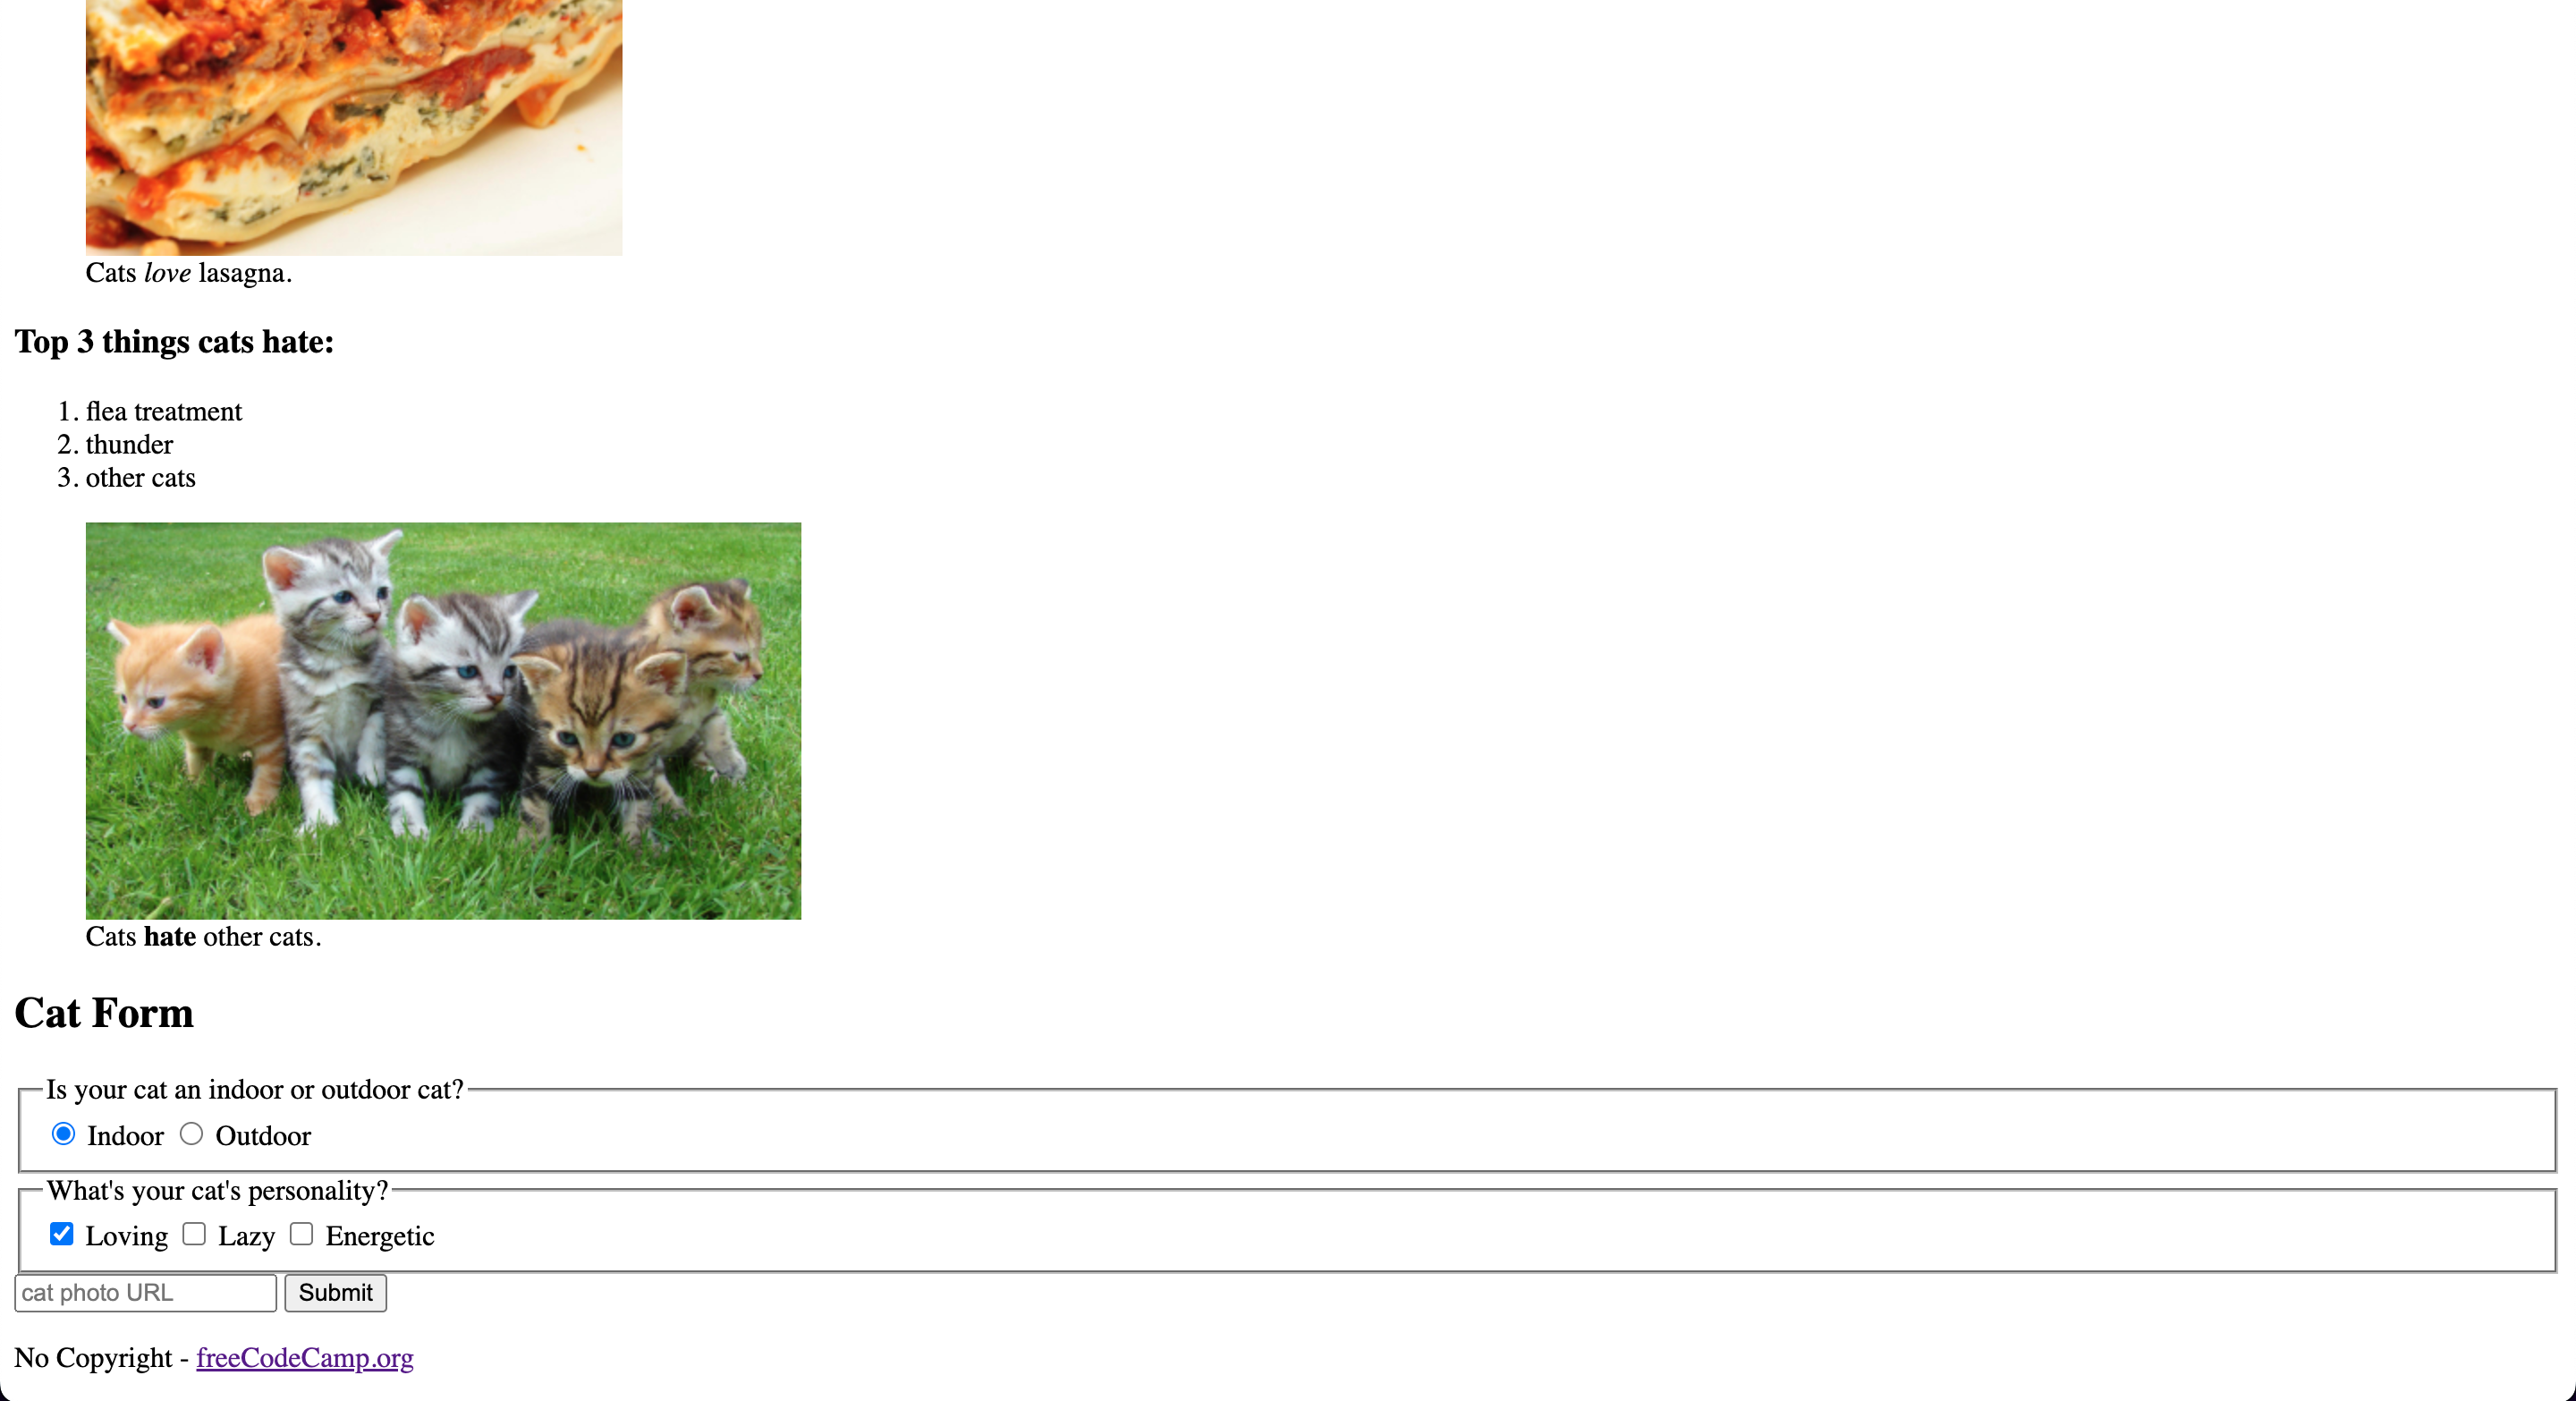 Cats love lasagna.
Top 3 things cats hate:
1. flea treatment
2. thunder
3. other cats
Cats hate other cats.
Cat Form
Is your cat an indoor or outdoor cat?
Indoor Outdoor
What's your cat's personality?
Loving Lazy Energetic
cat photo URL Submit
No Copyright - freeCodeCamp.org